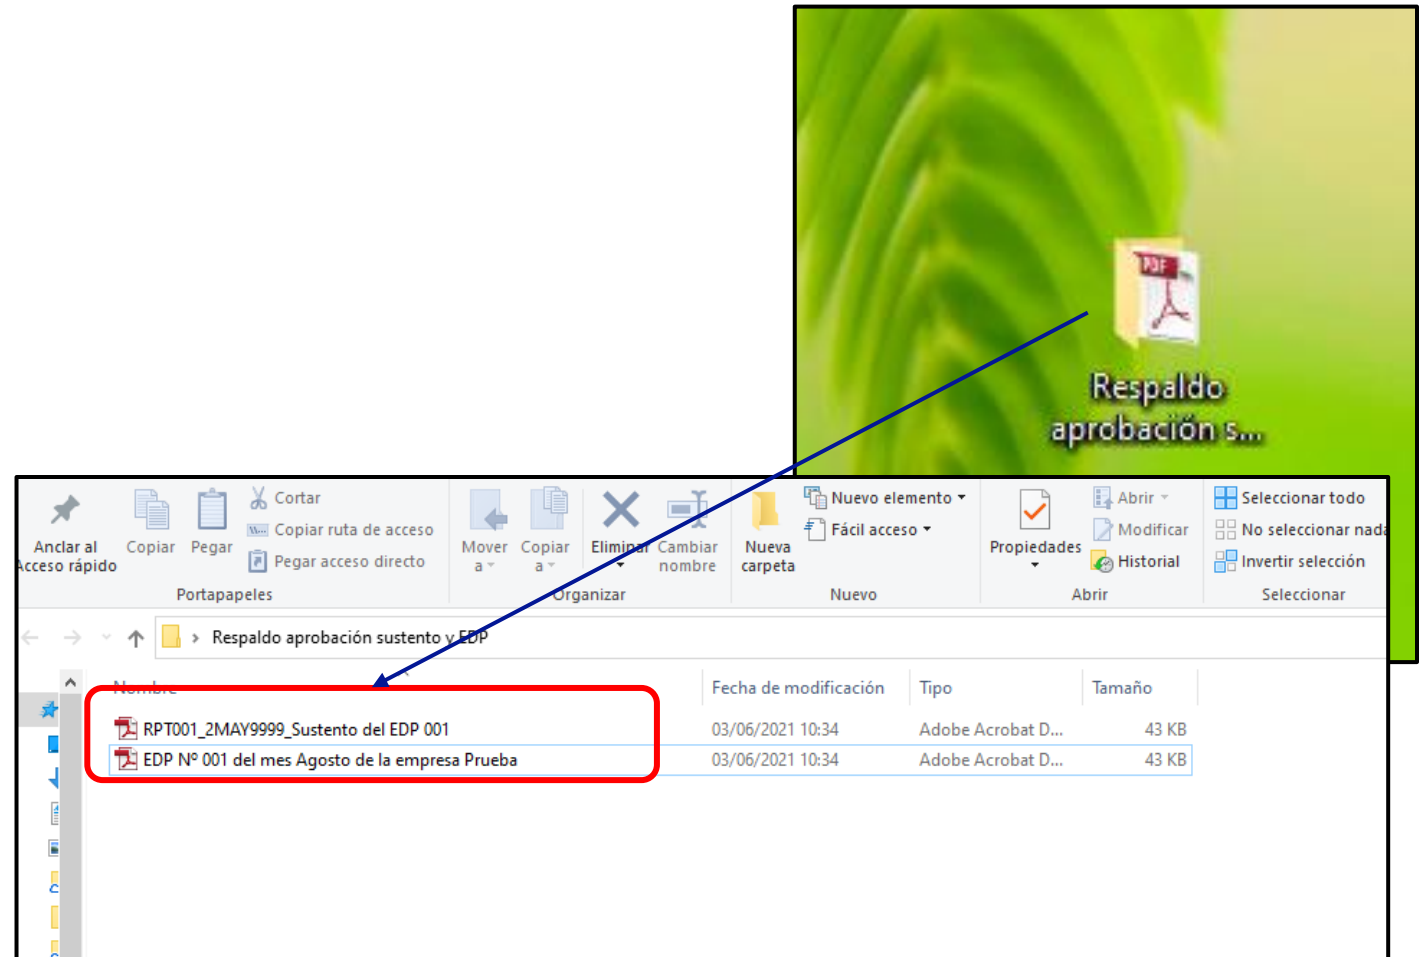 PDF
Respaldo
aprobación s...
Anclar al
Acceso rápido
Copiar
Pegar
Cortar
Copiar ruta de acceso
Pegar acceso directo
Portapapeles
Mover
a
Copiar
a
Eliminar
Cambiar
nombre
Organizar
Nueva
carpeta
Nuevo elemento
Fácil acceso
Nuevo
Propiedades
Abrir
Modificar
Historial
Abrir
Seleccionar todo
No seleccionar nada
Invertir selección
Seleccionar
Respaldo aprobación sustento y EDP
Nombre Fecha de modificación Tipo Tamaño
RPT001_2MAY9999_Sustento del EDP 001 03/06/2021 10:34 Adobe Acrobat D... 43 KB
EDP Nº 001 del mes Agosto de la empresa Prueba 03/06/2021 10:34 Adobe Acrobat D... 43 KB